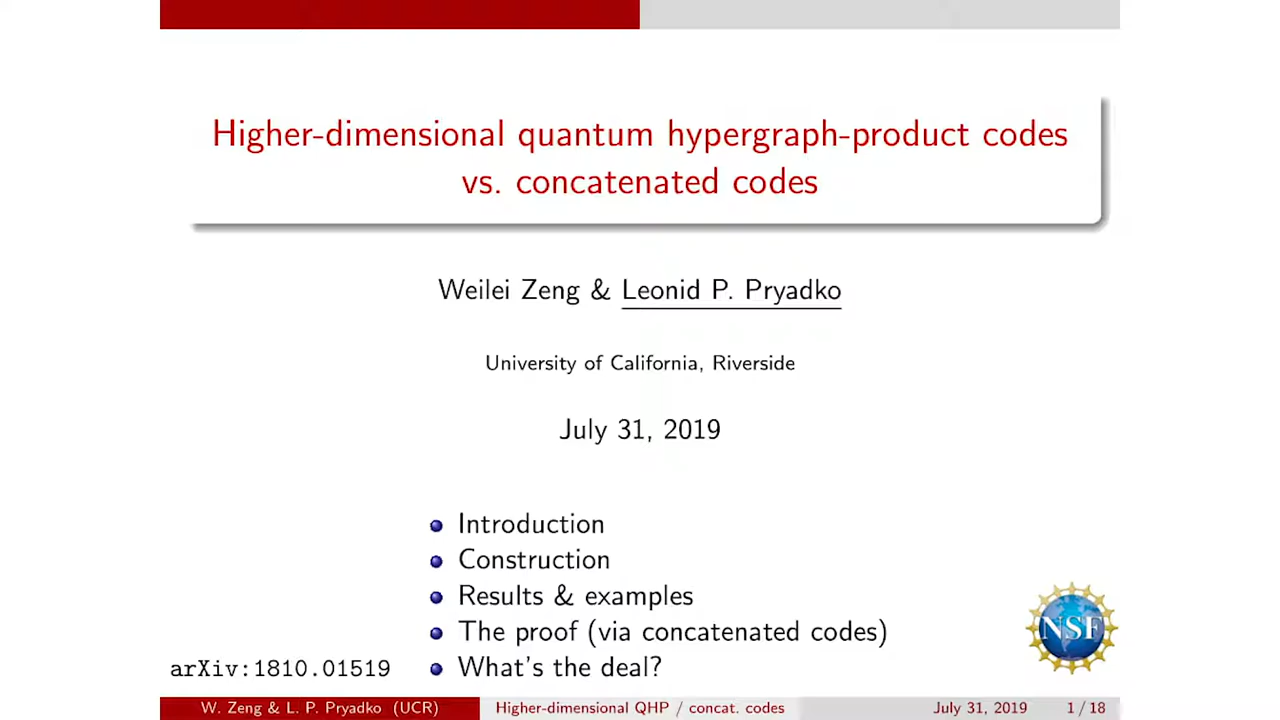 Higher-dimensional quantum hypergraph-product codes
vs. concatenated codes
Weilei Zeng & Leonid P. Pryadko
University of California, Riverside
July 31, 2019
Introduction
Construction
Results & examples
The proof (via concatenated codes)
What's the deal?
arXiv:1810.01519
NSF
W. Zeng & L. P. Pryadko (UCR) Higher-dimensional QHP / concat. codes July 31, 2019 1 / 18